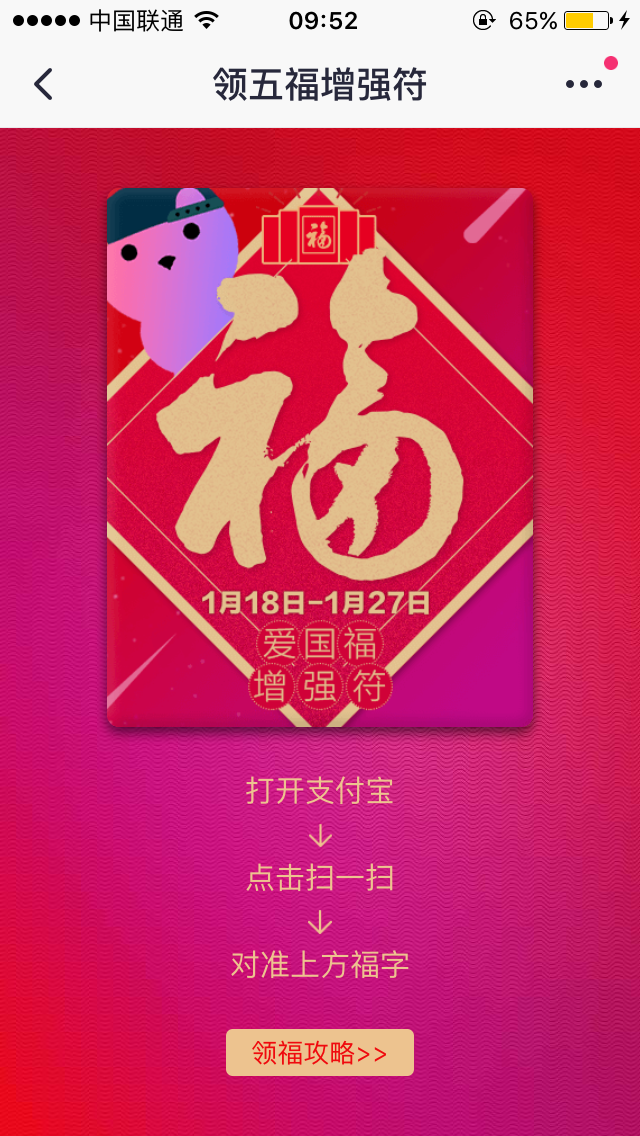 中国联通 09:52 65%
领五福增强符
福
福
1月18日-1月27日
爱国福
增强符
打开支付宝
↓
点击扫一扫
↓
对准上方福字
领福攻略>>